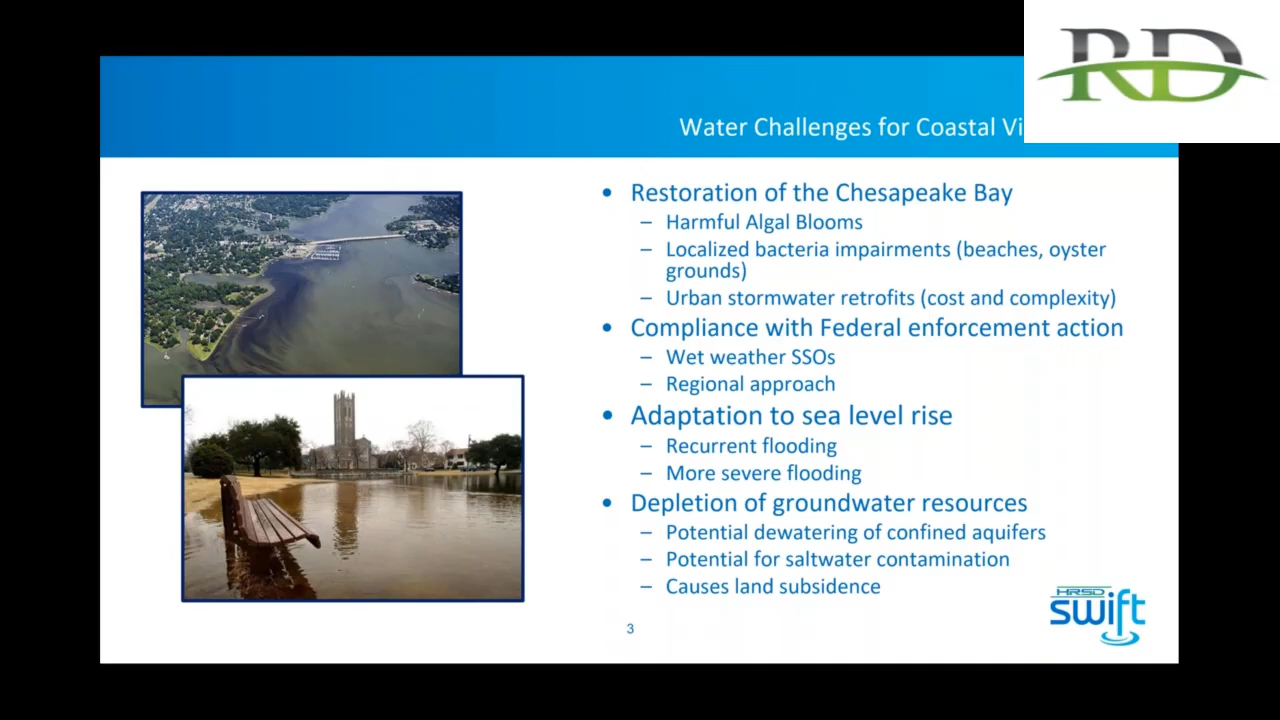 RD
Water Challenges for Coastal
• Restoration of the Chesapeake Bay
– Harmful Algal Blooms
– Localized bacteria impairments (beaches, oyster
grounds)
– Urban stormwater retrofits (cost and complexity)
• Compliance with Federal enforcement action
– Wet weather SSOs
– Regional approach
• Adaptation to sea level rise
– Recurrent flooding
– More severe flooding
• Depletion of groundwater resources
– Potential dewatering of confined aquifers
– Potential for saltwater contamination
– Causes land subsidence
HRSD
swift
3